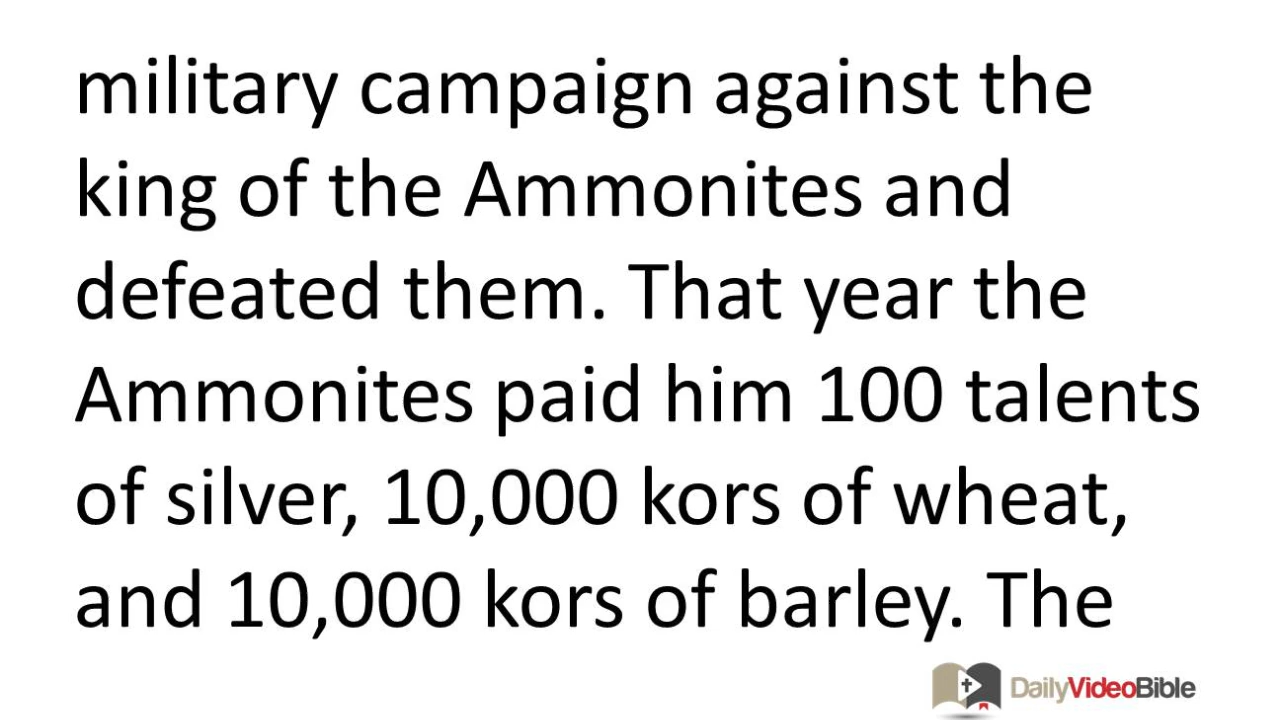 military campaign against the
king of the Ammonites and
defeated them. That year the
Ammonites paid him 100 talents
of silver, 10,000 kors of wheat,
and 10,000 kors of barley. The
DailyVideoBible